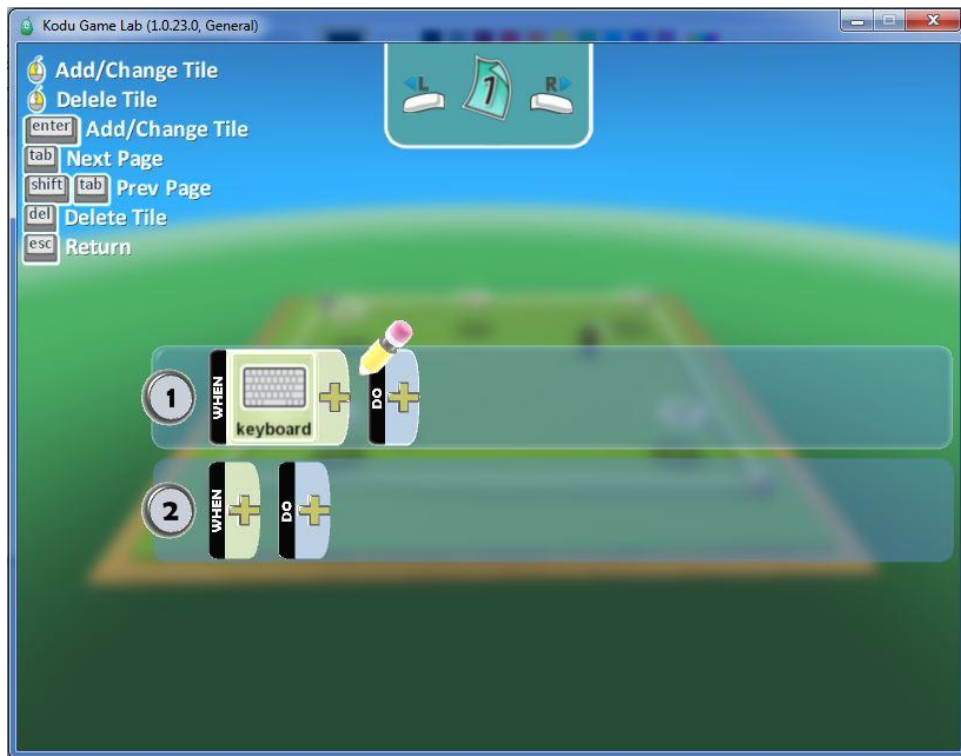 Kodu Game Lab (1.0.23.0, General)
Add/Change Tile
Delele Tile
enter Add/Change Tile
tab Next Page
shift tab Prev Page
del Delete Tile
esc Return
L 1 R
1 WHEN keyboard DO
2 WHEN DO